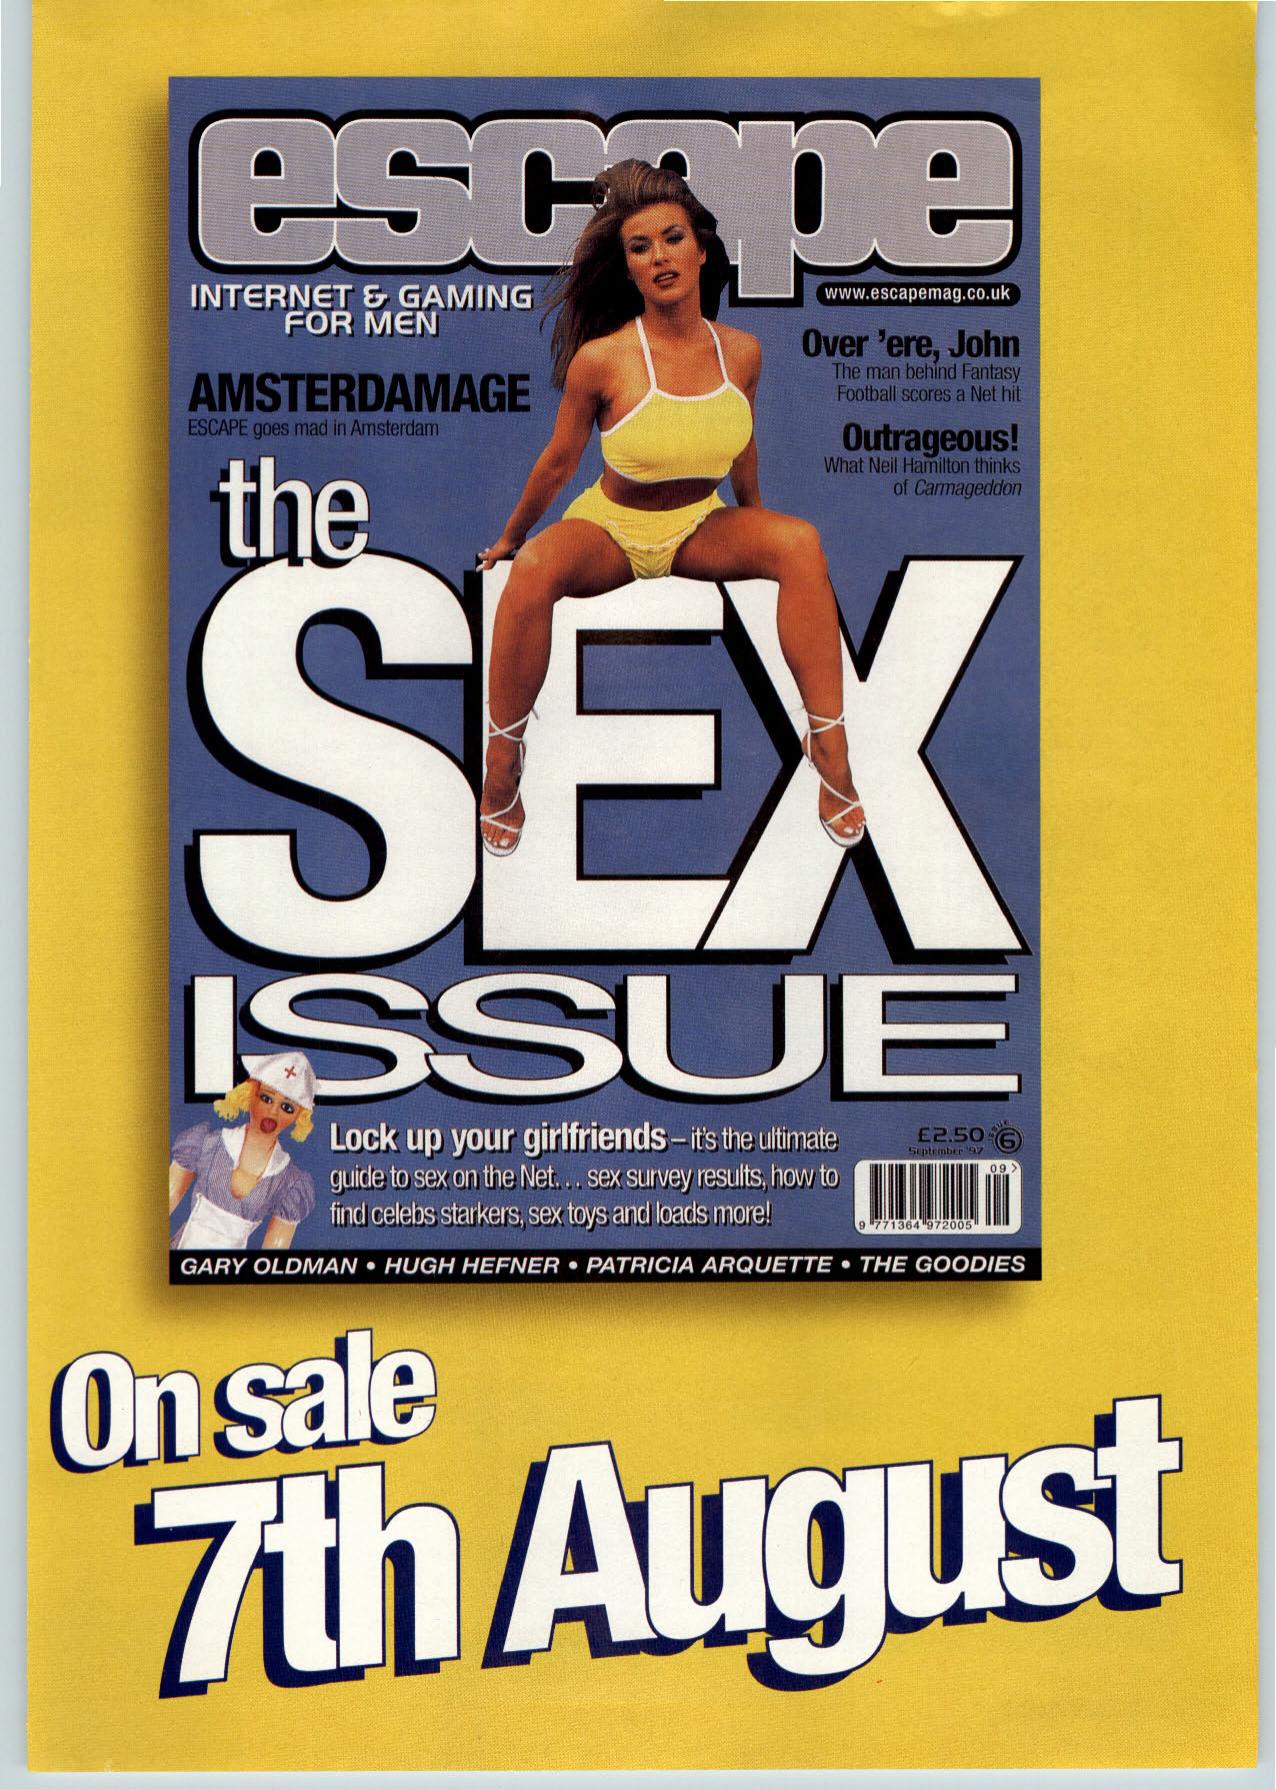 escape
INTERNET & GAMING
FOR MEN
www.escapemag.co.uk
Over 'ere, John
The man behind Fantasy
Football scores a Net hit
AMSTERDAMAGE
ESCAPE goes mad in Amsterdam
Outrageous!
What Neil Hamilton thinks
of Carmageddon
the
SEX
ISSUE
Lock up your girlfriends – it's the ultimate
guide to sex on the Net... sex survey results, how to
find celebs starkers, sex toys and loads more!
£2.50 ISSUE 6
September '97
09 >
9 771364 972005
GARY OLDMAN • HUGH HEFNER • PATRICIA ARQUETTE • THE GOODIES
On sale
7th August